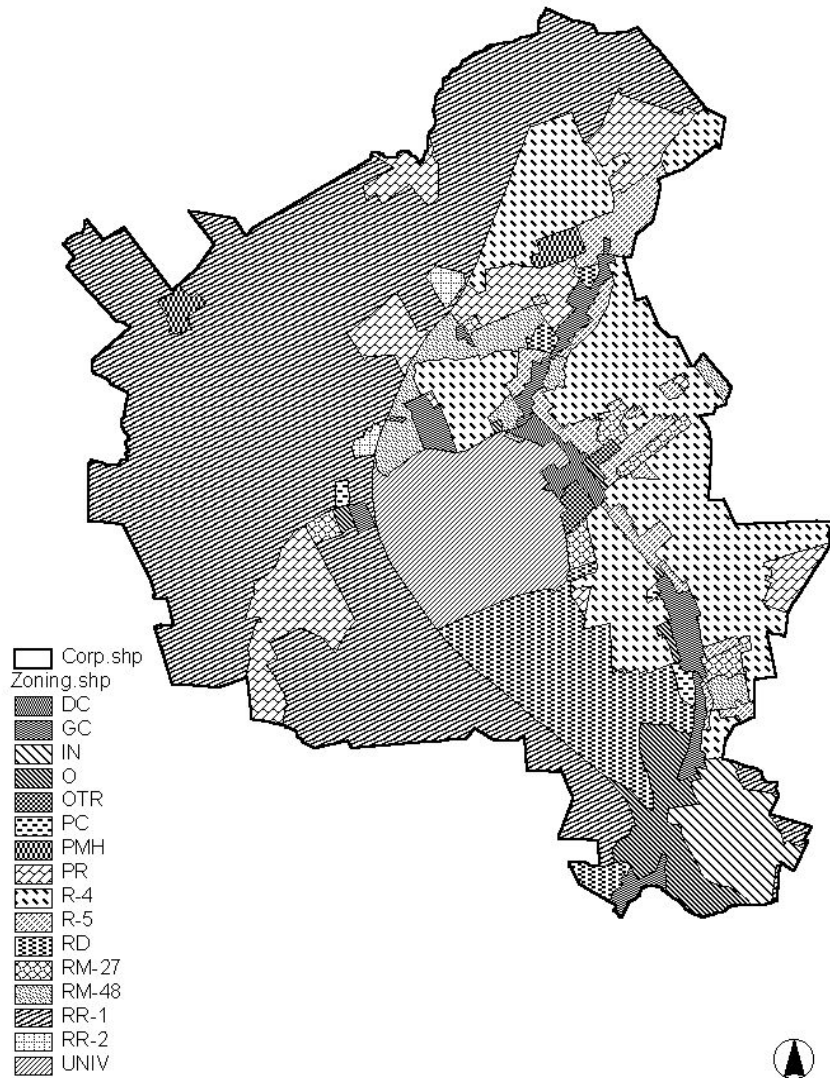 Corp.shp
Zoning.shp
DC
GC
IN
O
OTR
PC
PMH
PR
R-4
R-5
RD
RM-27
RM-48
RR-1
RR-2
UNIV